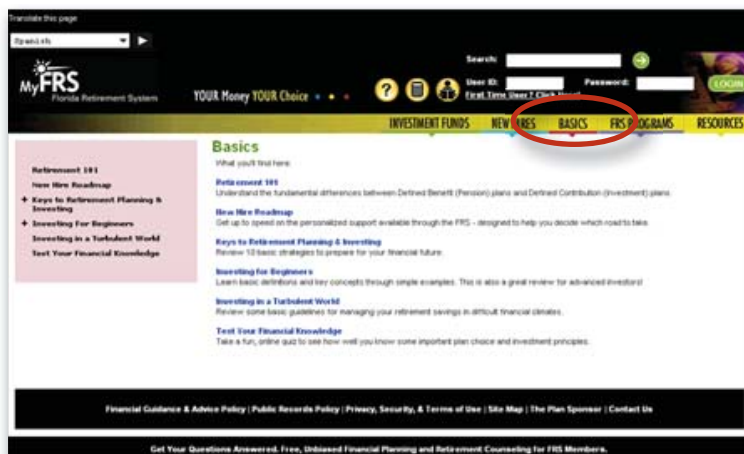 Translate this page
Spanish
Search:
MyFRS
Florida Retirement System
YOUR Money YOUR Choice
User ID:
Password:
LOGIN
First Time User? Click Here!
INVESTMENT FUNDS NEW HIRES BASICS FRS PROGRAMS RESOURCES
Retirement 101
New Hire Roadmap
+ Keys to Retirement Planning &
Investing
+ Investing For Beginners
Investing in a Turbulent World
Test Your Financial Knowledge
Basics
What you'll find here:
Retirement 101
Understand the fundamental differences between Defined Benefit (Pension) plans and Defined Contribution (Investment) plans.
New Hire Roadmap
Get up to speed on the personalized support available through the FRS - designed to help you decide which road to take.
Keys to Retirement Planning & Investing
Review 10 basic strategies to prepare for your financial future.
Investing for Beginners
Learn basic definitions and key concepts through simple examples. This is also a great review for advanced investors!
Investing in a Turbulent World
Review some basic guidelines for managing your retirement savings in difficult financial climates.
Test Your Financial Knowledge
Take a fun, online quiz to see how well you know some important plan choice and investment principles.
Financial Guidance & Advice Policy | Public Records Policy | Privacy, Security, & Terms of Use | Site Map | The Plan Sponsor | Contact Us
Get Your Questions Answered. Free, Unbiased Financial Planning and Retirement Counseling for FRS Members.